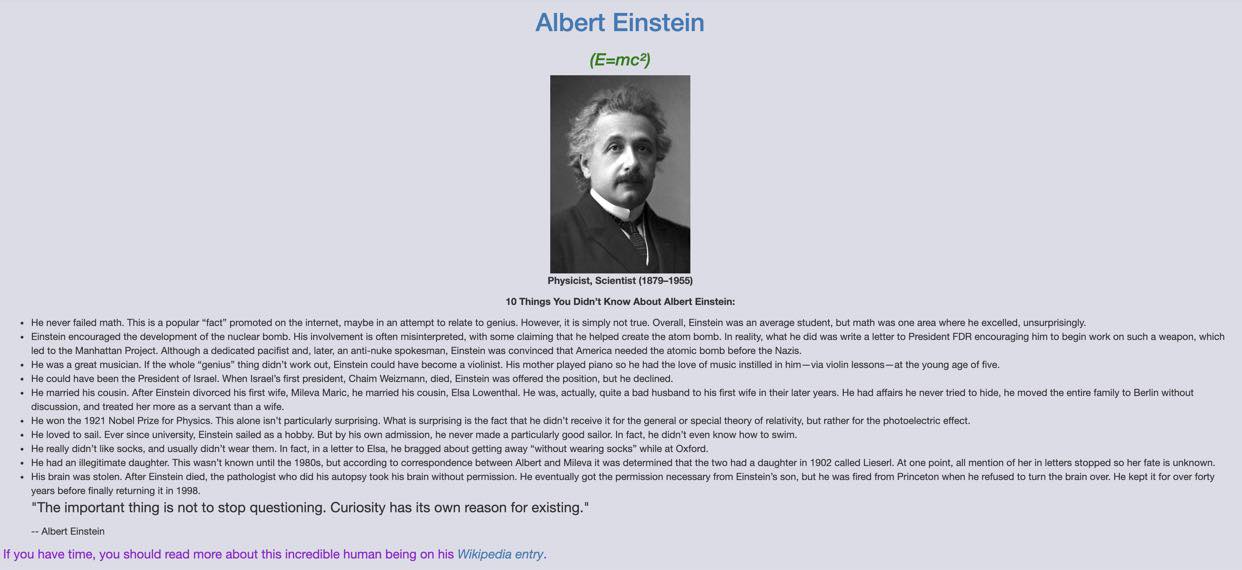 Albert Einstein
(E=mc²)
Physicist, Scientist (1879–1955)
10 Things You Didn’t Know About Albert Einstein:
• He never failed math. This is a popular “fact” promoted on the internet, maybe in an attempt to relate to genius. However, it is simply not true. Overall, Einstein was an average student, but math was one area where he excelled, unsurprisingly.
• Einstein encouraged the development of the nuclear bomb. His involvement is often misinterpreted, with some claiming that he helped create the atom bomb. In reality, what he did was write a letter to President FDR encouraging him to begin work on such a weapon, which
led to the Manhattan Project. Although a dedicated pacifist and, later, an anti-nuke spokesman, Einstein was convinced that America needed the atomic bomb before the Nazis.
• He was a great musician. If the whole “genius” thing didn’t work out, Einstein could have become a violinist. His mother played piano so he had the love of music instilled in him—via violin lessons—at the young age of five.
• He could have been the President of Israel. When Israel’s first president, Chaim Weizmann, died, Einstein was offered the position, but he declined.
• He married his cousin. After Einstein divorced his first wife, Mileva Maric, he married his cousin, Elsa Lowenthal. He was, actually, quite a bad husband to his first wife in their later years. He had affairs he never tried to hide, he moved the entire family to Berlin without
discussion, and treated her more as a servant than a wife.
• He won the 1921 Nobel Prize for Physics. This alone isn’t particularly surprising. What is surprising is the fact that he didn’t receive it for the general or special theory of relativity, but rather for the photoelectric effect.
• He loved to sail. Ever since university, Einstein sailed as a hobby. But by his own admission, he never made a particularly good sailor. In fact, he didn’t even know how to swim.
• He really didn’t like socks, and usually didn’t wear them. In fact, in a letter to Elsa, he bragged about getting away “without wearing socks” while at Oxford.
• He had an illegitimate daughter. This wasn’t known until the 1980s, but according to correspondence between Albert and Mileva it was determined that the two had a daughter in 1902 called Lieserl. At one point, all mention of her in letters stopped so her fate is unknown.
• His brain was stolen. After Einstein died, the pathologist who did his autopsy took his brain without permission. He eventually got the permission necessary from Einstein’s son, but he was fired from Princeton when he refused to turn the brain over. He kept it for over forty
years before finally returning it in 1998.
"The important thing is not to stop questioning. Curiosity has its own reason for existing."
-- Albert Einstein
If you have time, you should read more about this incredible human being on his Wikipedia entry.